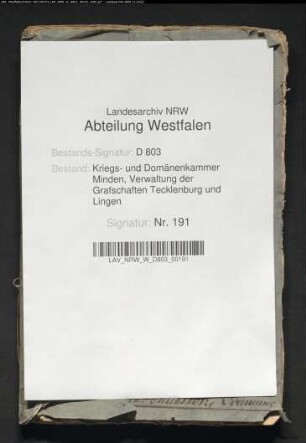 Landesarchiv NRW
Abteilung Westfalen
Bestands-Signatur: D 803
Bestand: Kriegs- und Domänenkammer
Minden, Verwaltung der
Grafschaften Tecklenburg und
Lingen
Signatur: Nr. 191
LAV_NRW_W_D803_00191